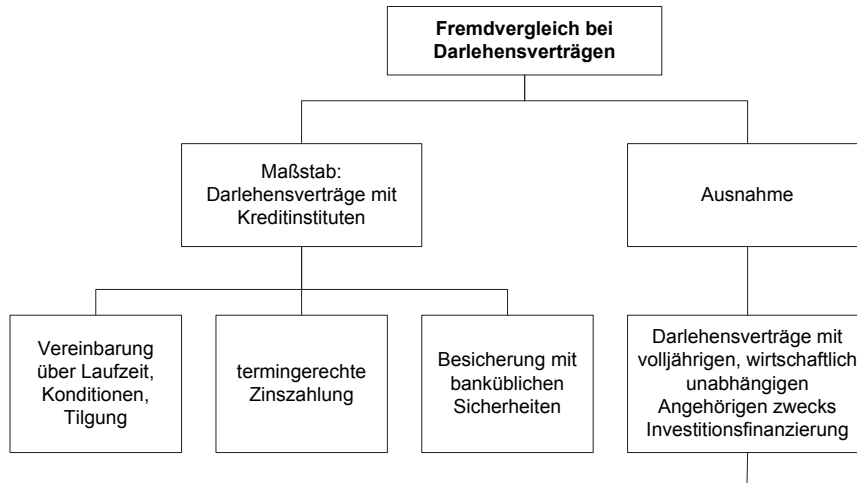 Fremdvergleich bei
Darlehensverträgen
Maßstab:
Darlehensverträge mit
Kreditinstituten
Ausnahme
Vereinbarung
über Laufzeit,
Konditionen,
Tilgung
termingerechte
Zinszahlung
Besicherung mit
banküblichen
Sicherheiten
Darlehensverträge mit
volljährigen, wirtschaftlich
unabhängigen
Angehörigen zwecks
Investitionsfinanzierung